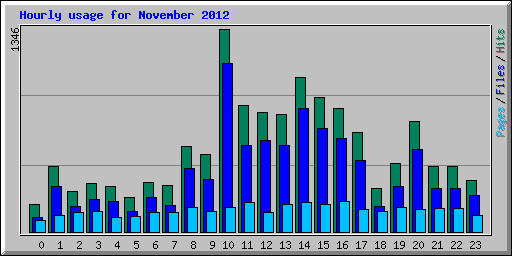 Hourly usage for November 2012
1346
Pages/Files/Hits
0 1 2 3 4 5 6 7 8 9 10 11 12 13 14 15 16 17 18 19 20 21 22 23